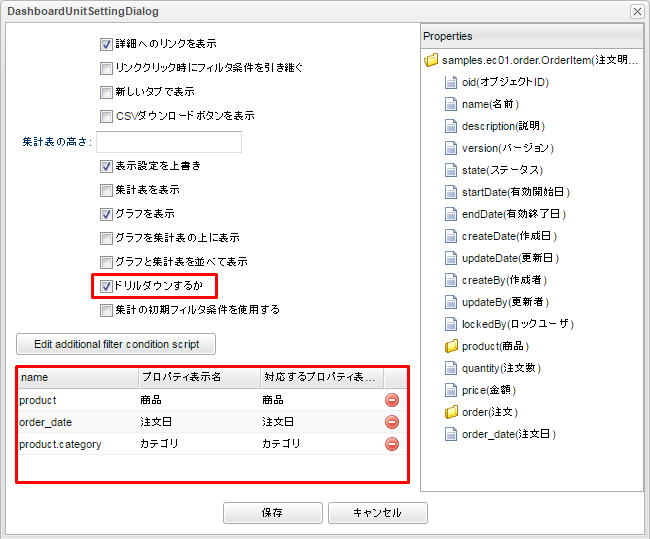 DashboardUnitSettingDialog
詳細へのリンクを表示
リンククリック時にフィルタ条件を引き継ぐ
新しいタブで表示
CSVダウンロードボタンを表示
集計表の高さ:
表示設定を上書き
集計表を表示
グラフを表示
グラフを集計表の上に表示
グラフと集計表を並べて表示
ドリルダウンするか
集計の初期フィルタ条件を使用する
Edit additional filter condition script
name プロパティ表示名 対応するプロパティ表...
product 商品 商品
order_date 注文日 注文日
product.category カテゴリ カテゴリ
Properties
samples.ec01.order.OrderItem(注文明...
oid(オブジェクトID)
name(名前)
description(説明)
version(バージョン)
state(ステータス)
startDate(有効開始日)
endDate(有効終了日)
createDate(作成日)
updateDate(更新日)
createBy(作成者)
updateBy(更新者)
lockedBy(ロックユーザ)
product(商品)
quantity(注文数)
price(金額)
order(注文)
order_date(注文日)
保存 キャンセル